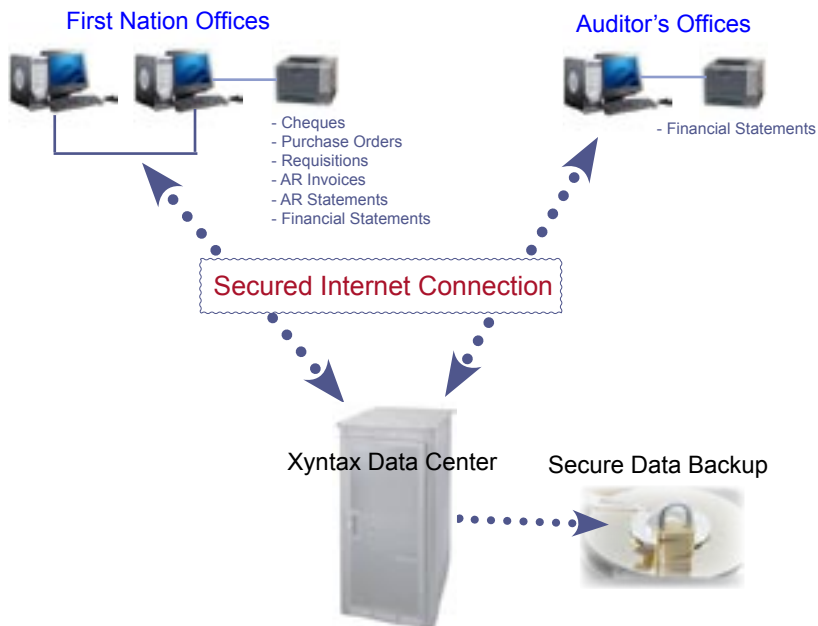 First Nation Offices
Auditor's Offices
- Cheques
- Purchase Orders
- Requisitions
- AR Invoices
- AR Statements
- Financial Statements
- Financial Statements
Secured Internet Connection
Xyntax Data Center
Secure Data Backup